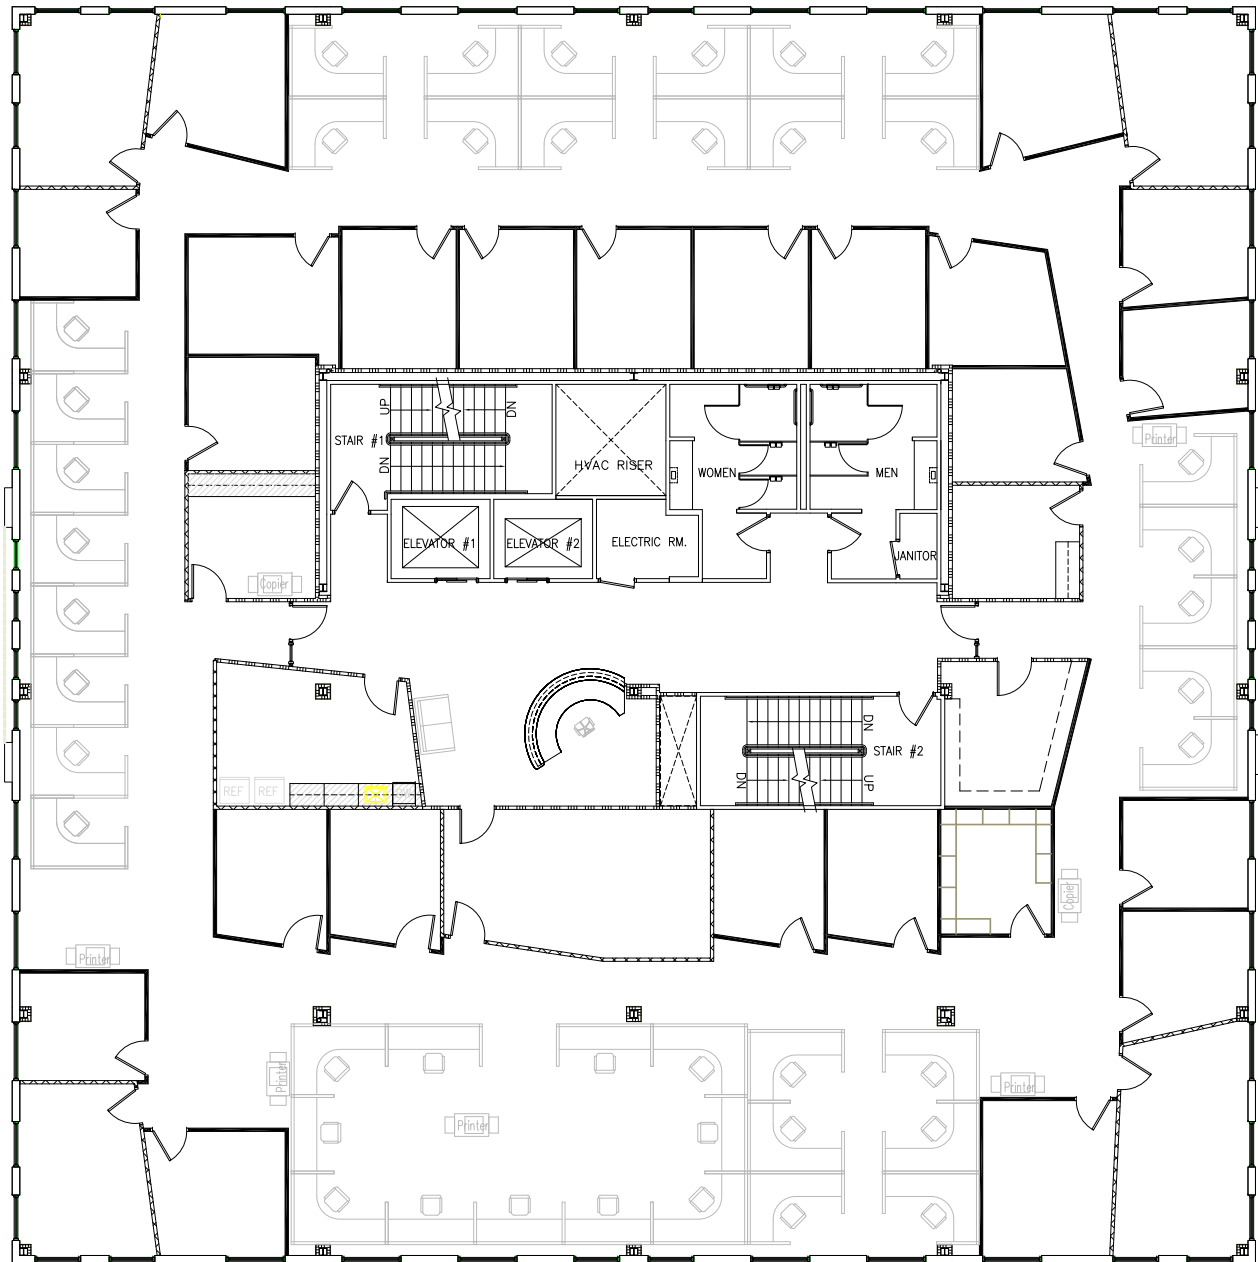 UP
DN
STAIR #1
DN
HVAC RISER
WOMEN
MEN
Printer
ELEVATOR #1
ELEVATOR #2
ELECTRIC RM.
JANITOR
Copier
DN
STAIR #2
DN
UP
REF
REF
Copier
Printer
Printer
Printer
Printer